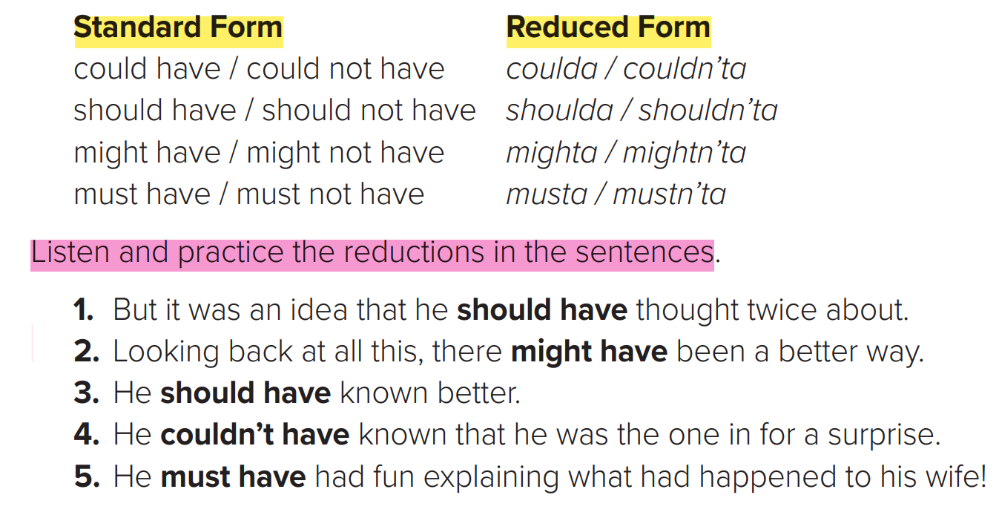 Standard Form Reduced Form
could have / could not have coulda / couldn’ta
should have / should not have shoulda / shouldn’ta
might have / might not have mighta / mightn’ta
must have / must not have musta / mustn’ta
Listen and practice the reductions in the sentences.
1. But it was an idea that he should have thought twice about.
2. Looking back at all this, there might have been a better way.
3. He should have known better.
4. He couldn’t have known that he was the one in for a surprise.
5. He must have had fun explaining what had happened to his wife!